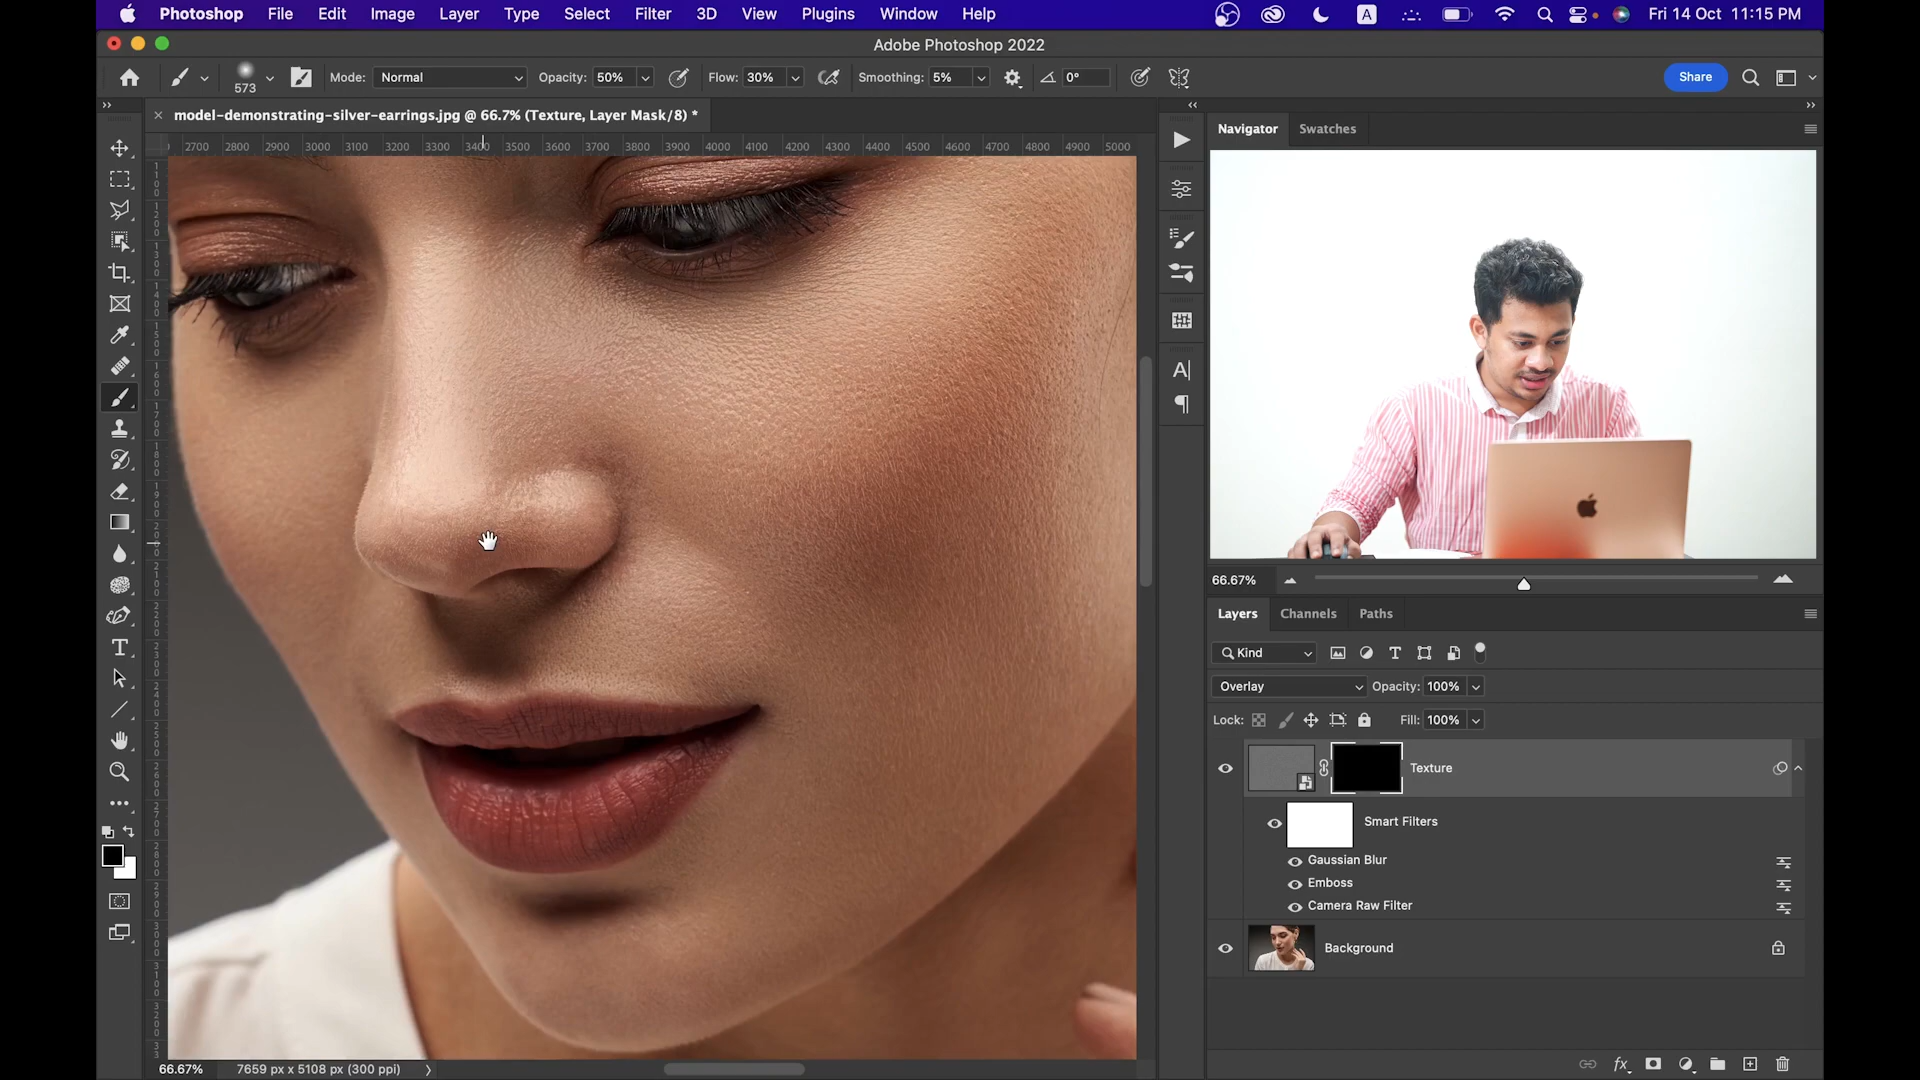 Photoshop File Edit Image Layer Type Select Filter 3D View Plugins Window Help A Fri 14 Oct 11:15 PM
Adobe Photoshop 2022
573 Mode: Normal Opacity: 50% Flow: 30% Smoothing: 5% 0° Share
model-demonstrating-silver-earrings.jpg @ 66.7% (Texture, Layer Mask/8) *
2700 2800 2900 3000 3100 3200 3300 3400 3500 3600 3700 3800 3900 4000 4100 4200 4300 4400 4500 4600 4700 4800 4900 5000
Navigator Swatches
66.67%
Layers Channels Paths
Kind
Overlay Opacity: 100%
Lock: Fill: 100%
Texture
Smart Filters
Gaussian Blur
Emboss
Camera Raw Filter
Background
66.67% 7659 px x 5108 px (300 ppi)